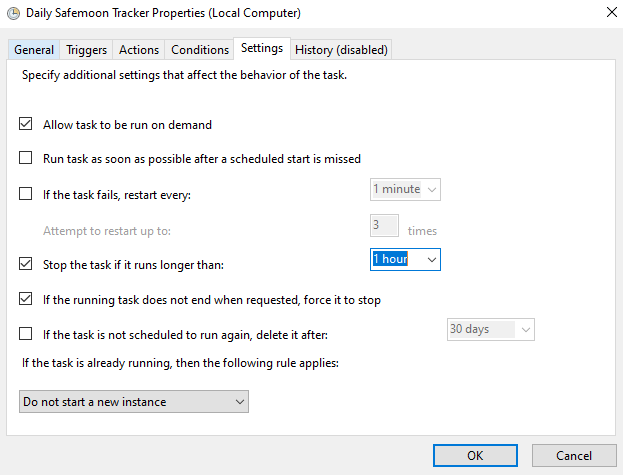 Daily Safemoon Tracker Properties (Local Computer)
General Triggers Actions Conditions Settings History (disabled)
Specify additional settings that affect the behavior of the task.
Allow task to be run on demand
Run task as soon as possible after a scheduled start is missed
If the task fails, restart every: 1 minute
Attempt to restart up to: 3 times
Stop the task if it runs longer than: 1 hour
If the running task does not end when requested, force it to stop
If the task is not scheduled to run again, delete it after: 30 days
If the task is already running, then the following rule applies:
Do not start a new instance
OK Cancel